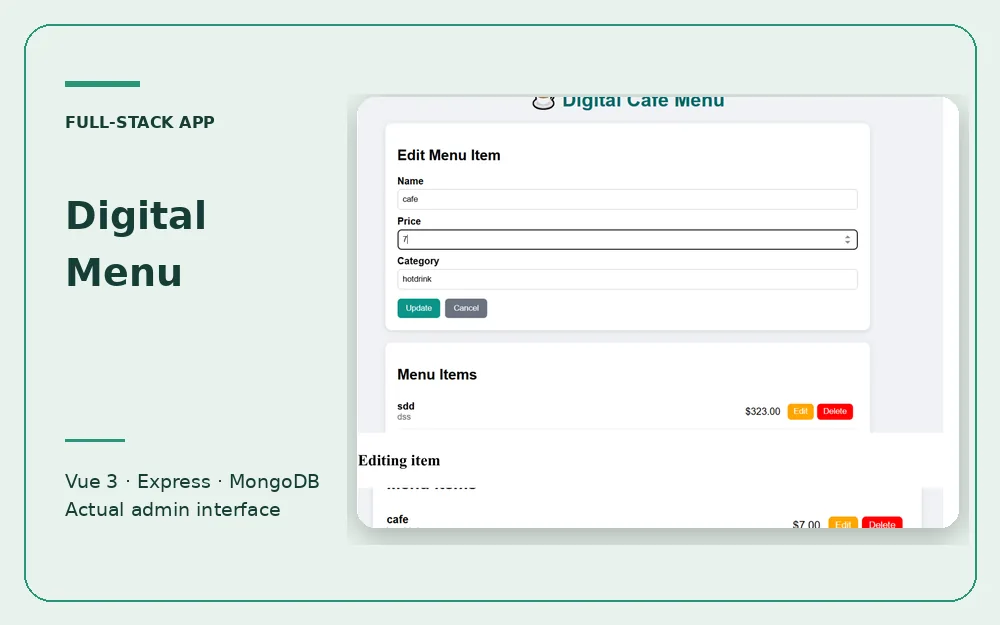 FULL-STACK APP
Digital
Menu
Vue 3 · Express · MongoDB
Actual admin interface
Digital Cafe Menu
Edit Menu Item
Name
cafe
Price
7
Category
hotdrink
Update Cancel
Menu Items
sdd
dss
$323.00 Edit Delete
Editing item
Menu Items
cafe
$7.00 Edit Delete